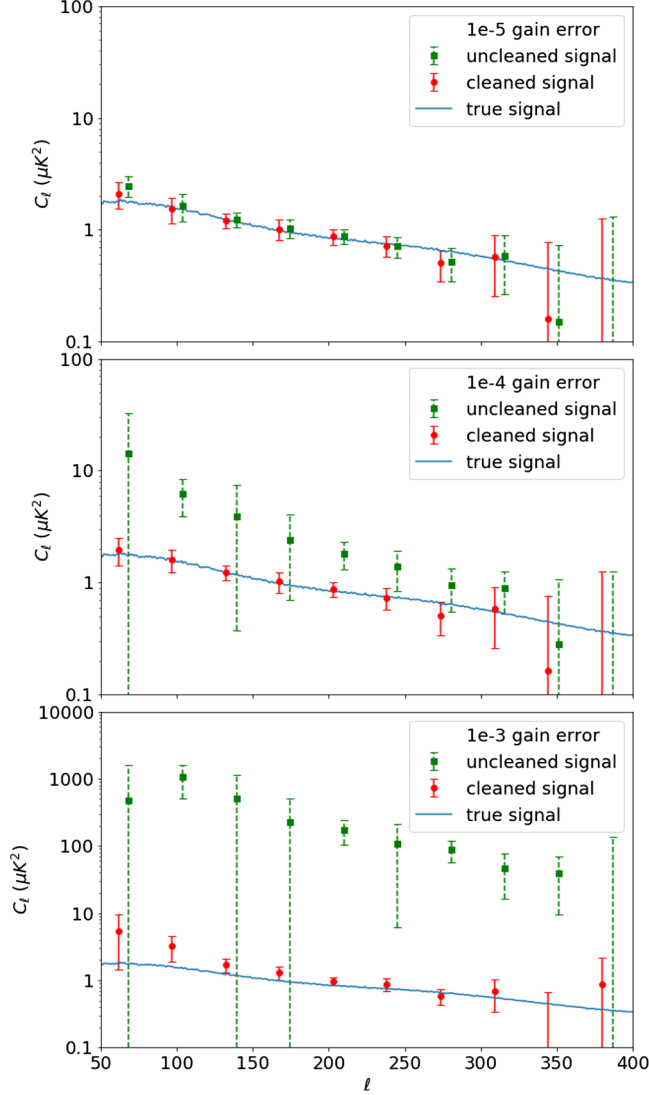 100
1e-5 gain error
uncleaned signal
cleaned signal
true signal
10
1
0.1
C_ℓ (μK²)
100
1e-4 gain error
uncleaned signal
cleaned signal
true signal
10
1
0.1
C_ℓ (μK²)
10000
1e-3 gain error
uncleaned signal
cleaned signal
true signal
1000
100
10
1
0.1
C_ℓ (μK²)
50 100 150 200 250 300 350 400
ℓ